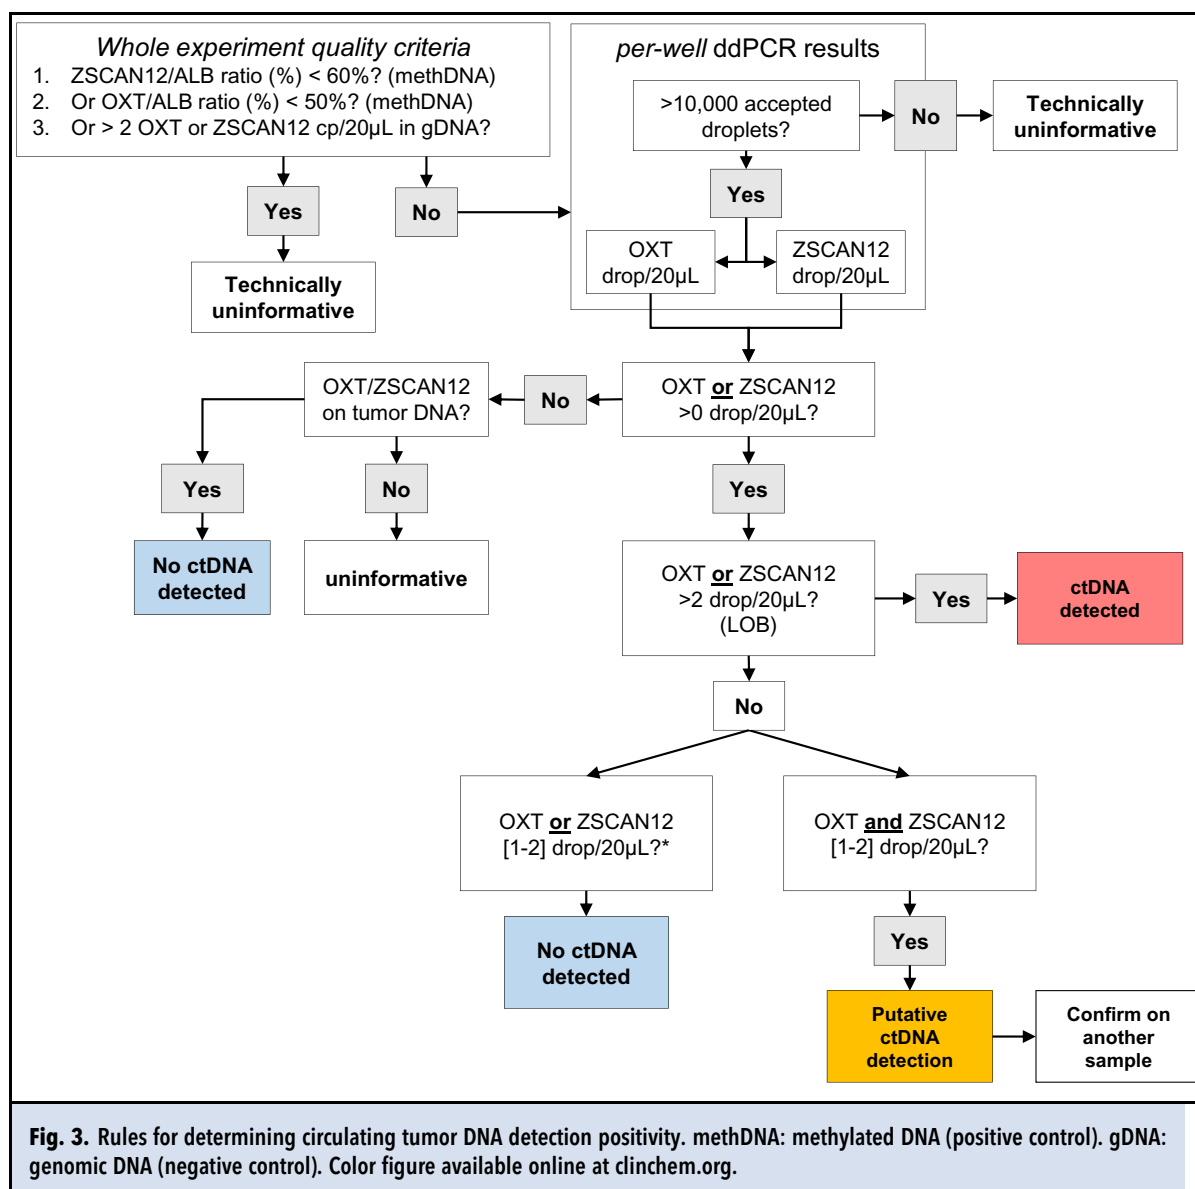 Whole experiment quality criteria
1. ZSCAN12/ALB ratio (%) < 60%? (methDNA)
2. Or OXT/ALB ratio (%) < 50%? (methDNA)
3. Or > 2 OXT or ZSCAN12 cp/20µL in gDNA?
Yes
No
Technically
uninformative
per-well ddPCR results
>10,000 accepted
droplets?
No
Technically
uninformative
Yes
OXT
drop/20µL
ZSCAN12
drop/20µL
OXT or ZSCAN12
>0 drop/20µL?
No
OXT/ZSCAN12
on tumor DNA?
Yes
No
No ctDNA
detected
uninformative
Yes
OXT or ZSCAN12
>2 drop/20µL?
(LOB)
Yes
ctDNA
detected
No
OXT or ZSCAN12
[1-2] drop/20µL?*
No ctDNA
detected
OXT and ZSCAN12
[1-2] drop/20µL?
Yes
Putative
ctDNA
detection
Confirm on
another
sample
Fig. 3. Rules for determining circulating tumor DNA detection positivity. methDNA: methylated DNA (positive control). gDNA:
genomic DNA (negative control). Color figure available online at clinchem.org.